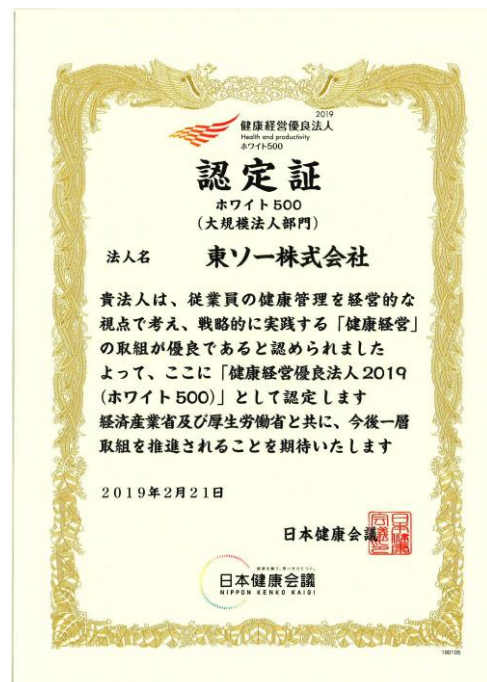 2019
健康経営優良法人
Health and productivity
ホワイト500
認定証
ホワイト500
(大規模法人部門)
法人名 東ソー株式会社
貴法人は、従業員の健康管理を経営的な
視点で考え、戦略的に実践する「健康経営」
の取組が優良であると認められました
よって、ここに「健康経営優良法人2019
(ホワイト500)」として認定します
経済産業省及び厚生労働省と共に、今後一層
取組を推進されることを期待いたします
2019年2月21日
日本健康会議
日本健康会議
NIPPON KENKO KAIGI
190105